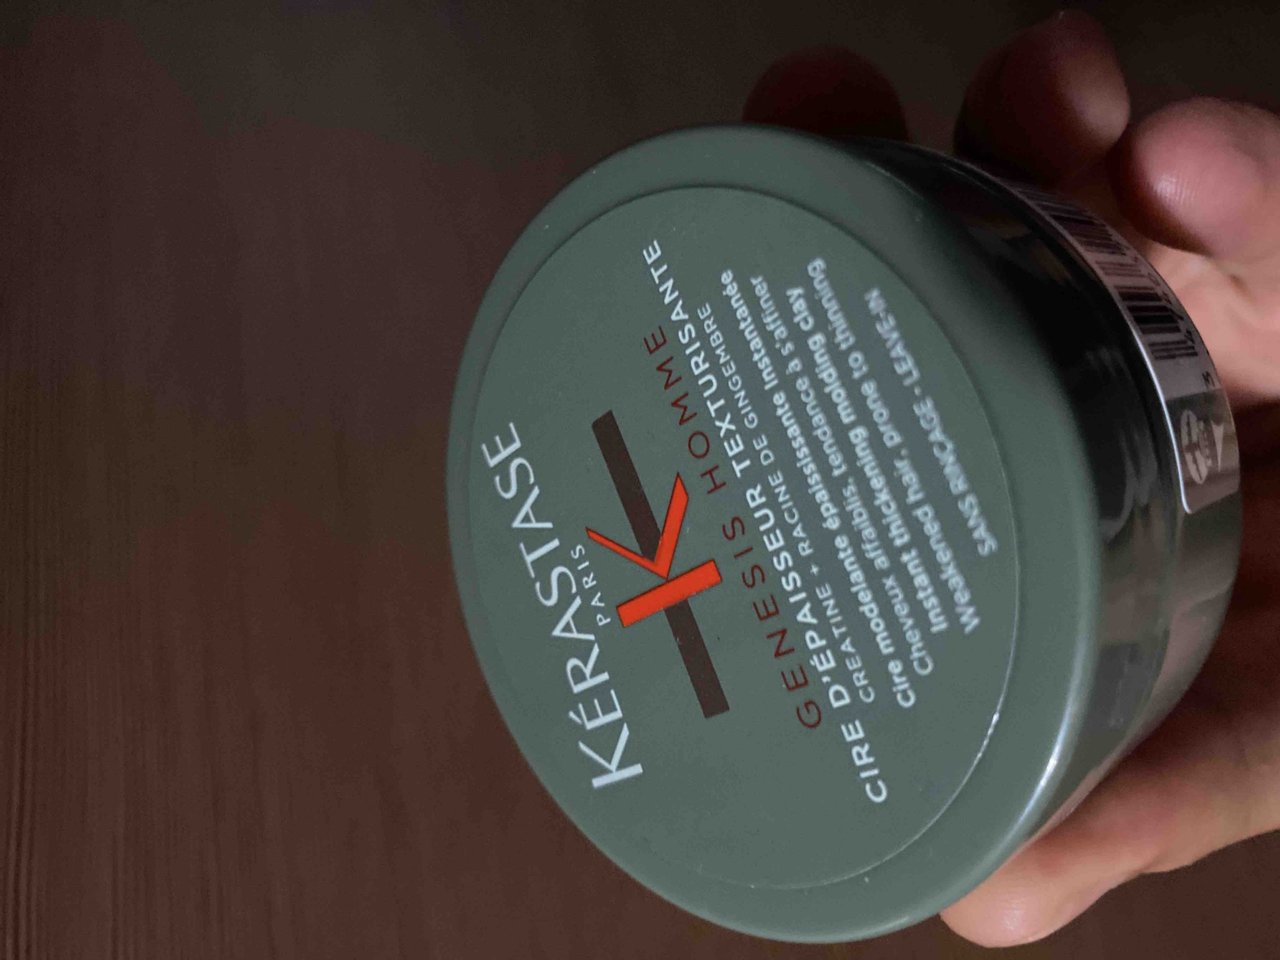 KÉRASTASE
PARIS
K
GENESIS HOMME
CIRE D'ÉPAISSEUR TEXTURISANTE
CREATINE + RACINE DE GINGEMBRE
Cire modelante épaississante instantanée
Cheveux affaiblis, tendance à s'affiner
Instant thickening molding clay
Weakened hair, prone to thinning
SANS RINÇAGE - LEAVE-IN